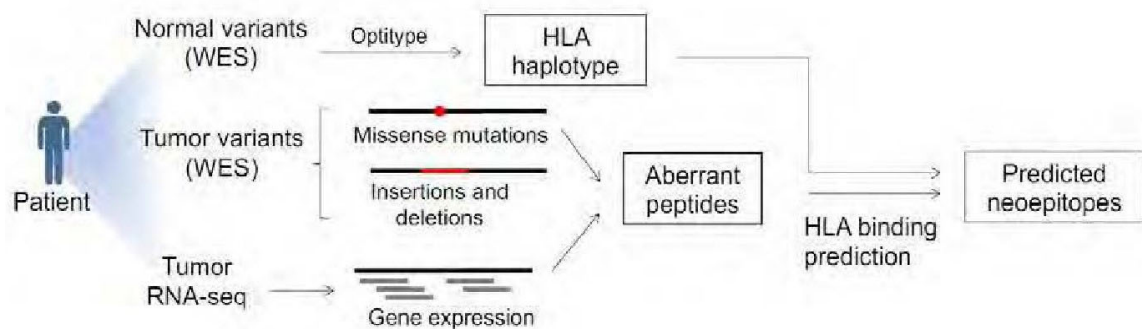 Normal variants
(WES)
Optitype
HLA
haplotype
Patient
Tumor variants
(WES)
Missense mutations
Insertions and
deletions
Aberrant
peptides
HLA binding
prediction
Predicted
neoepitopes
Tumor
RNA-seq
Gene expression